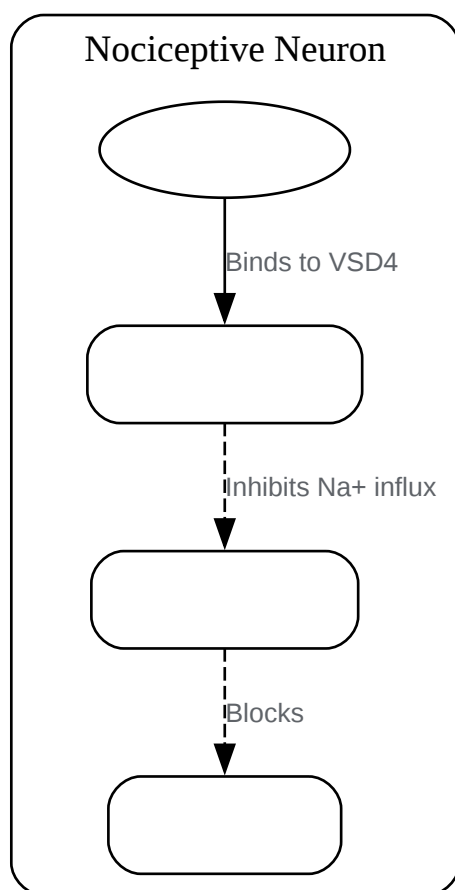 Nociceptive Neuron
Binds to VSD4
Inhibits Na+ influx
Blocks